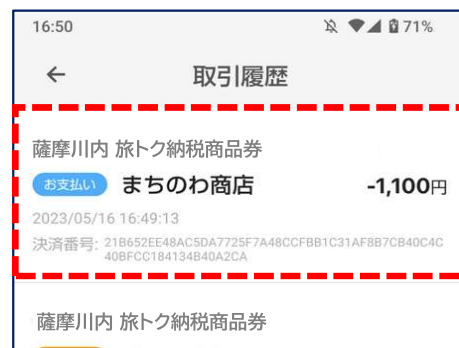 16:50 71%
← 取引履歴
薩摩川内 旅トク納税商品券
お支払い まちのわ商店 -1,100円
2023/05/16 16:49:13
決済番号: 21B652EE48AC5DA7725F7A48CCFBB1C31AF8B7CB40C4C
40BFCC184134B40A2CA
薩摩川内 旅トク納税商品券